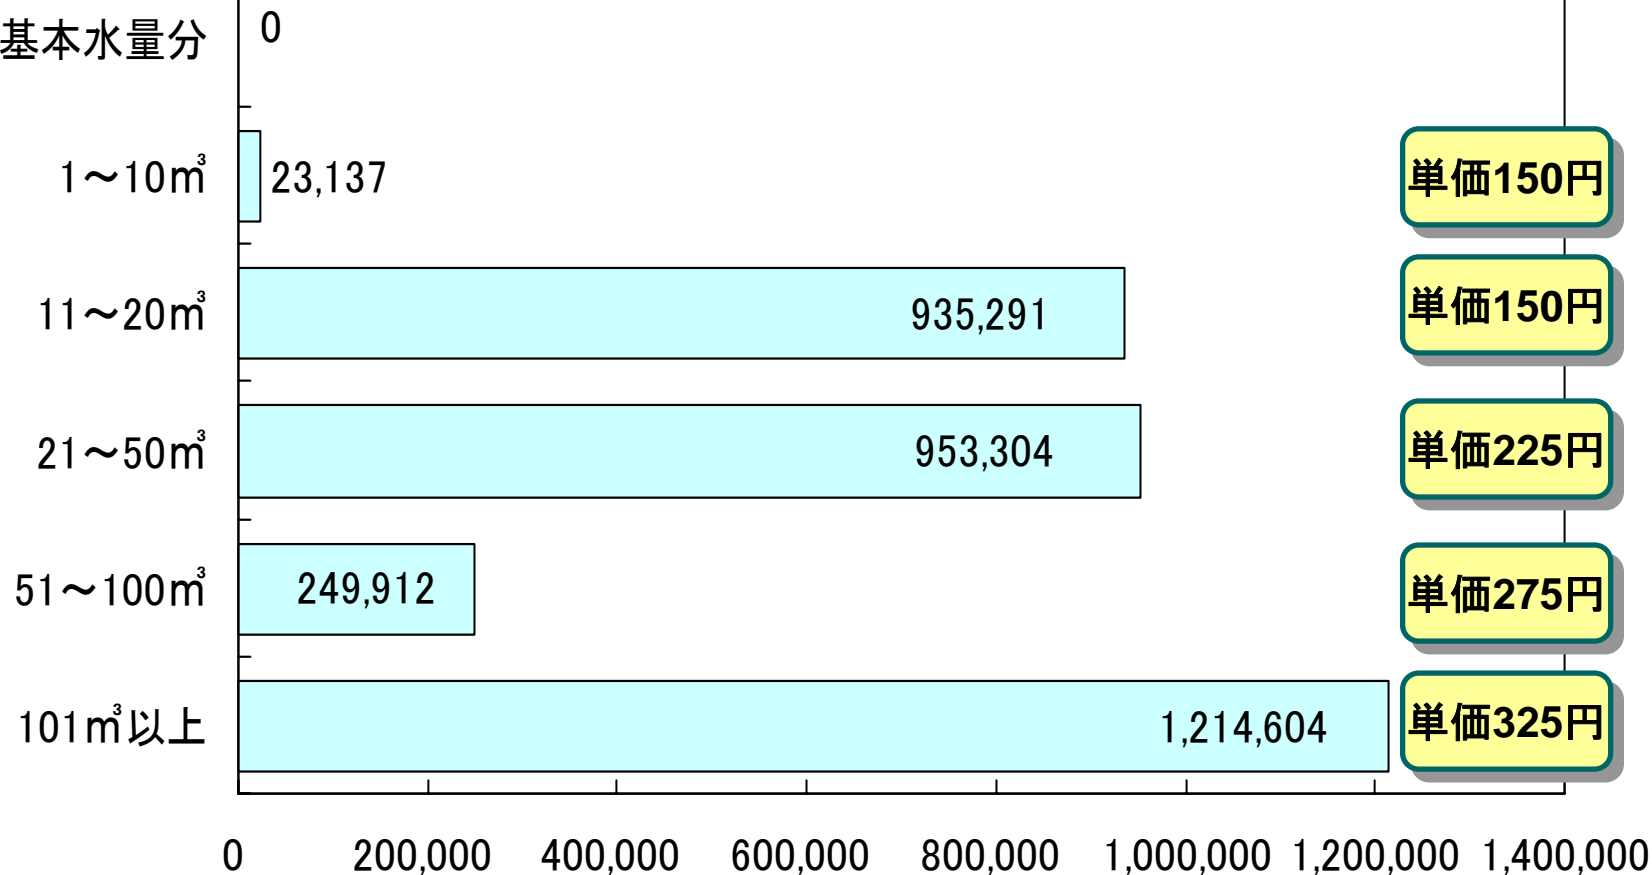 基本水量分 0
1～10㎥ 23,137 単価150円
11～20㎥ 935,291 単価150円
21～50㎥ 953,304 単価225円
51～100㎥ 249,912 単価275円
101㎥以上 1,214,604 単価325円
0 200,000 400,000 600,000 800,000 1,000,000 1,200,000 1,400,000